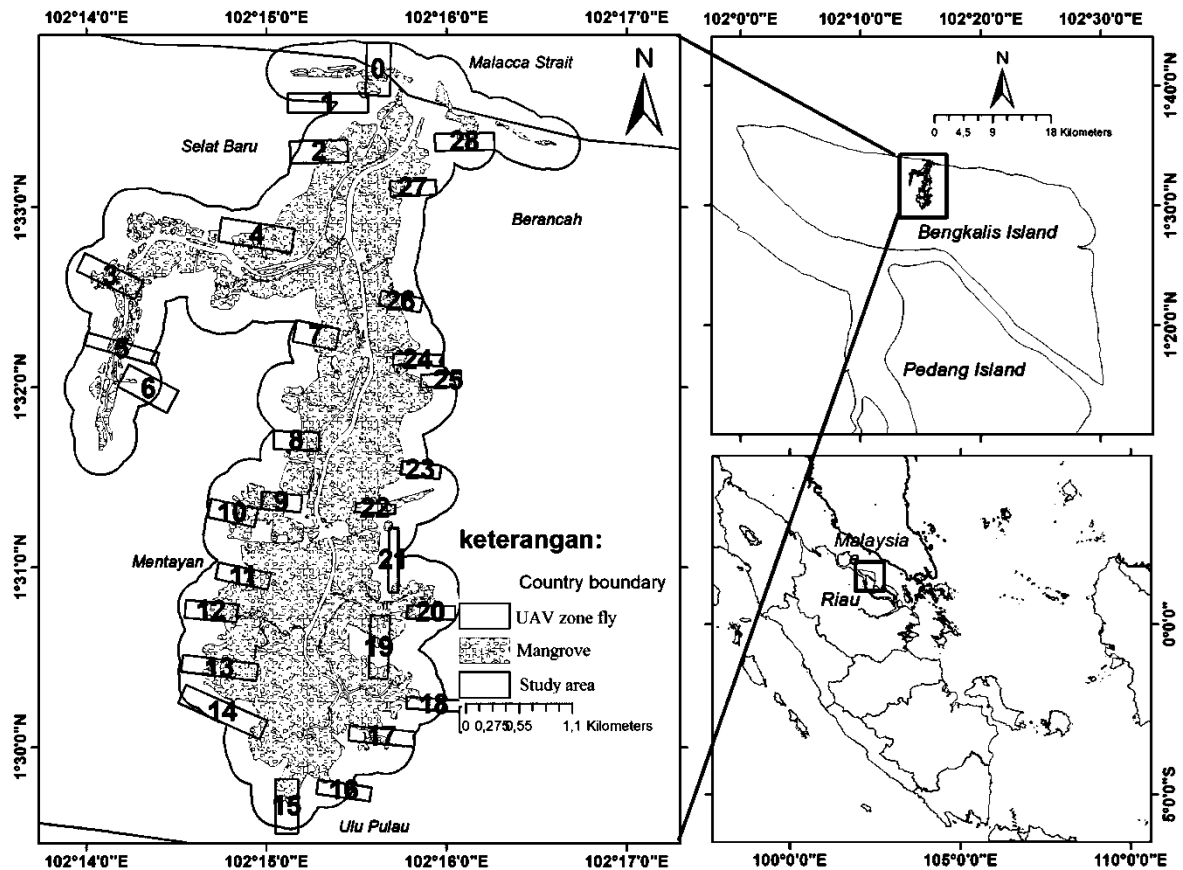 102°14'0"E 102°15'0"E 102°16'0"E 102°17'0"E
1°33'0"N
1°32'0"N
1°31'0"N
1°30'0"N
N
Malacca Strait
0
1
Selat Baru
2
28
27
Berancah
4
3
26
7
5
24
25
6
8
23
9
22
10
keterangan:
21
Mentayan
11
Country boundary
12
20
UAV zone fly
19
Mangrove
13
Study area
18
14
0 0,275 0,55 1,1 Kilometers
17
16
15
Ulu Pulau
102°14'0"E 102°15'0"E 102°16'0"E 102°17'0"E
102°0'0"E 102°10'0"E 102°20'0"E 102°30'0"E
N
0 4,5 9 18 Kilometers
1°40'0"N
1°30'0"N
Bengkalis Island
1°20'0"N
Pedang Island
Malaysia
Riau
0°0'0"
5°0'0"S
100°0'0"E 105°0'0"E 110°0'0"E